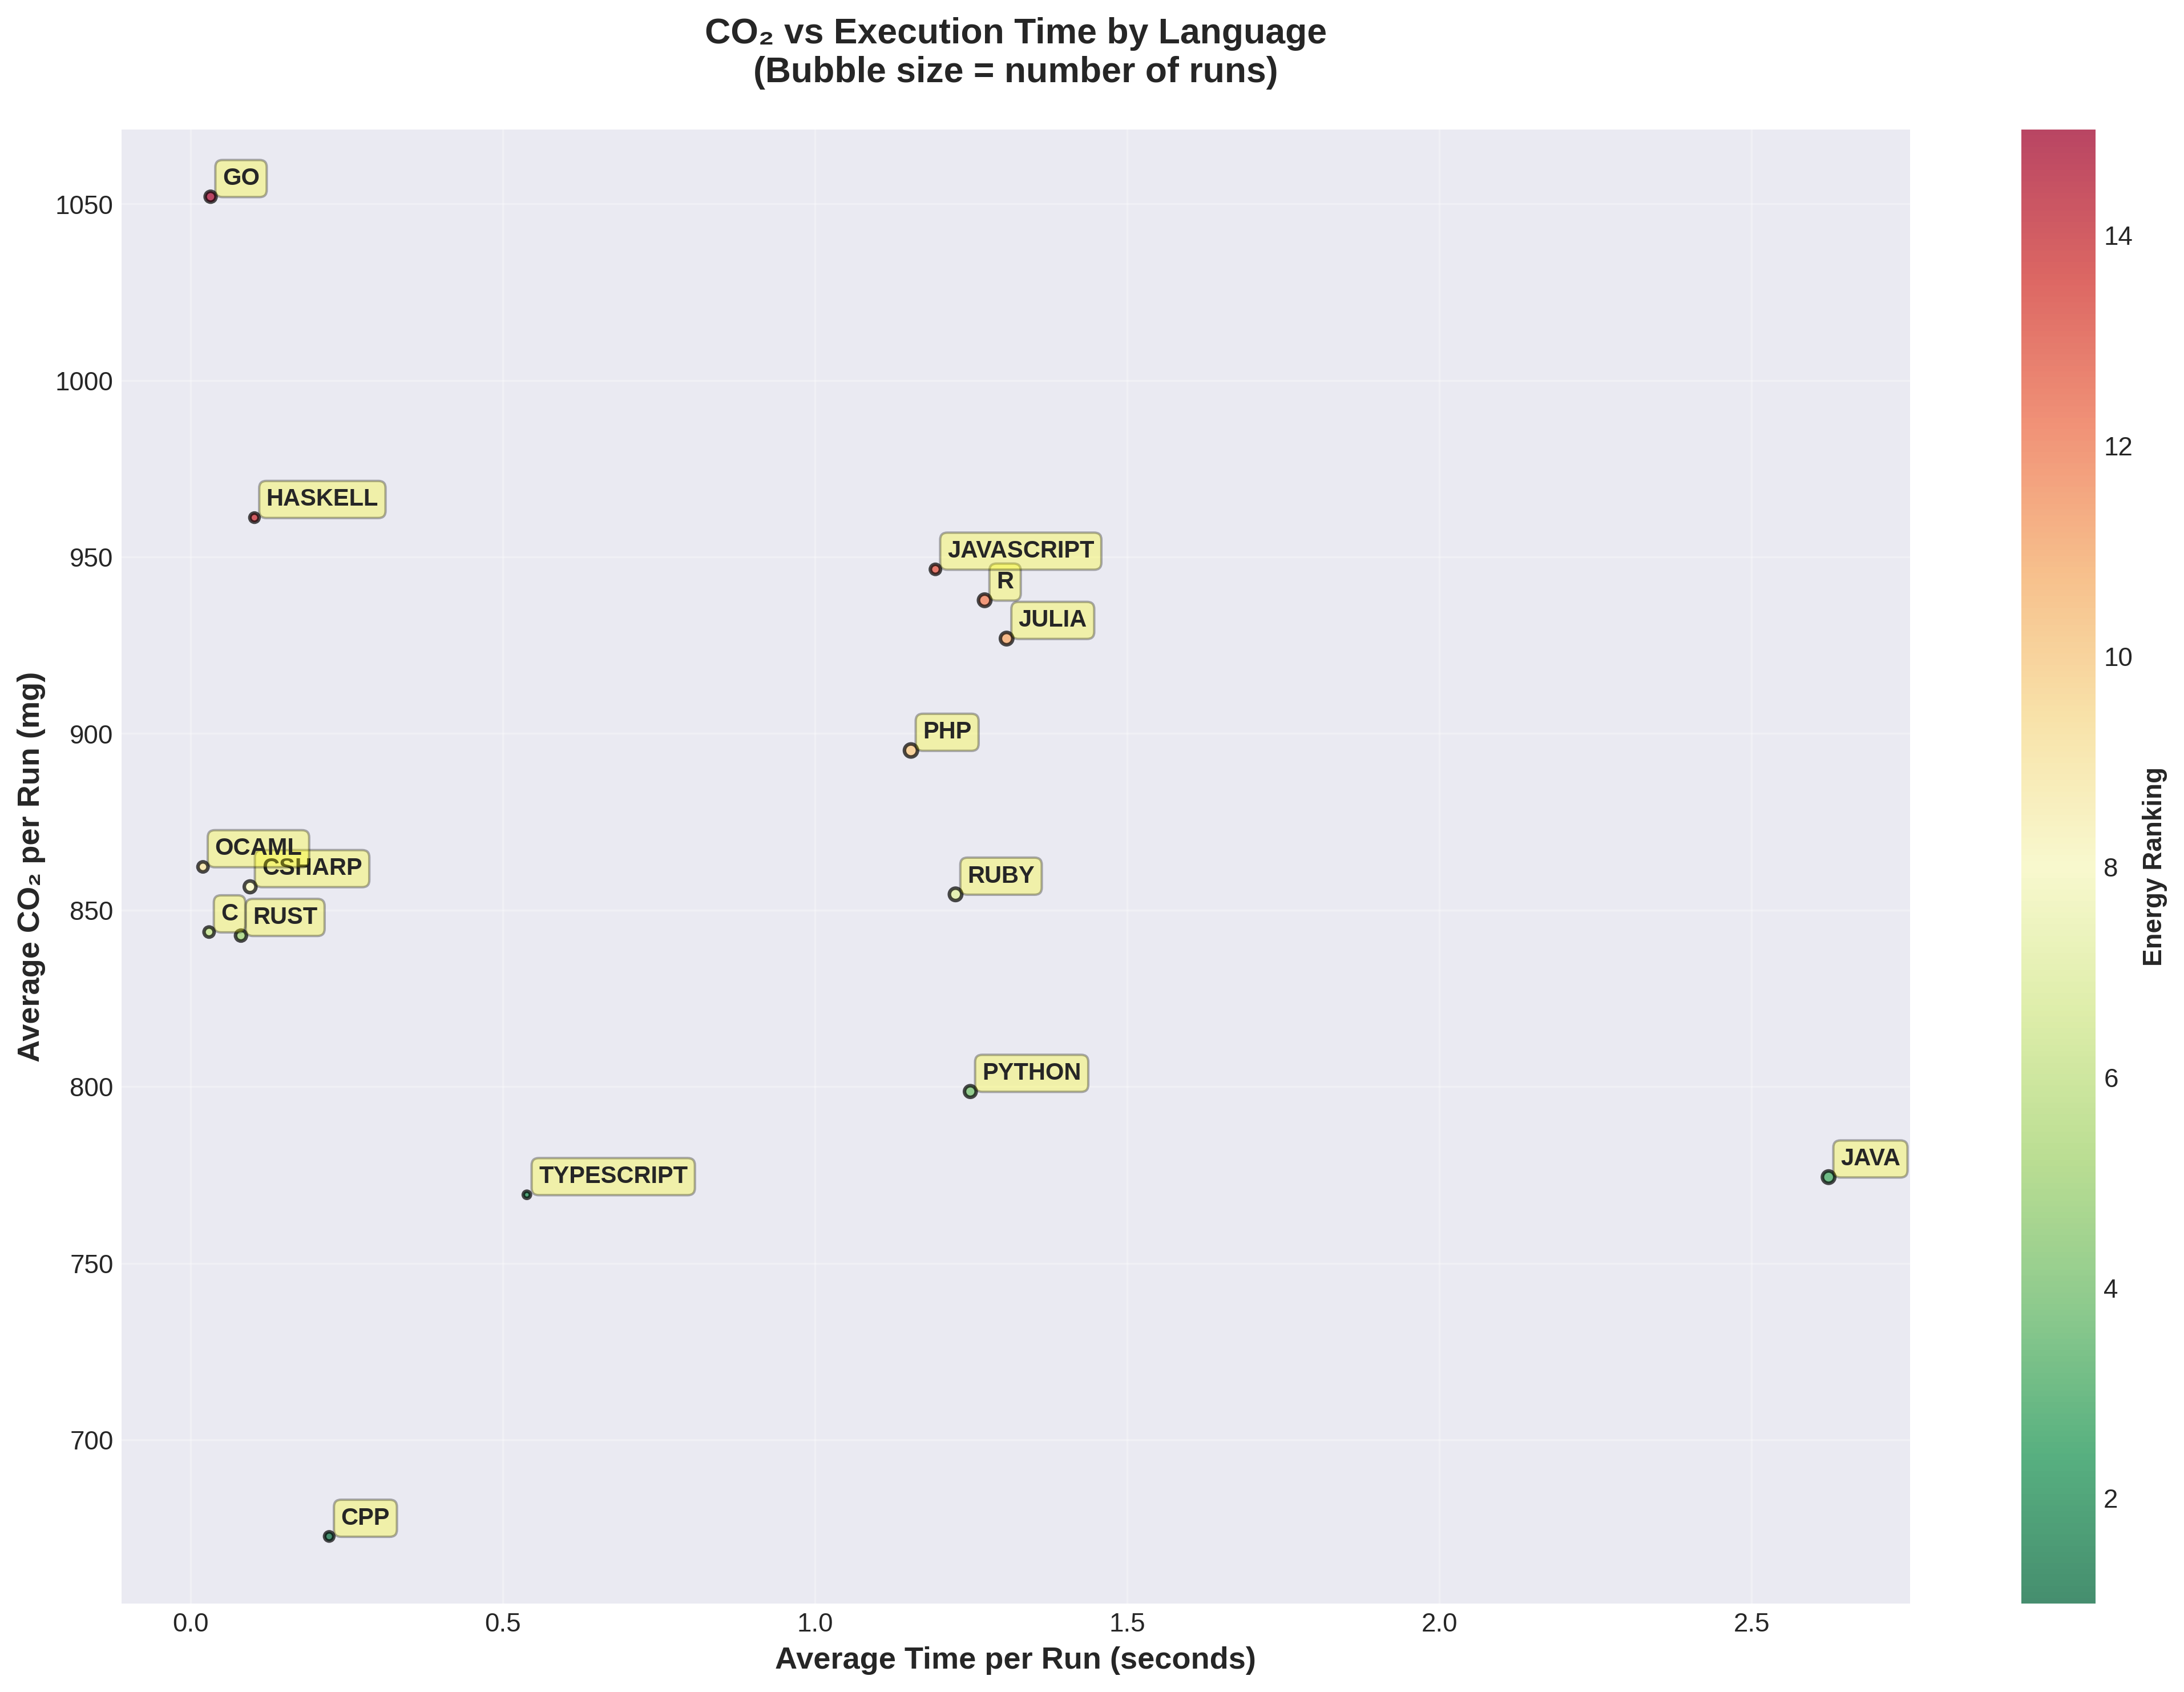 CO₂ vs Execution Time by Language
(Bubble size = number of runs)
Average CO₂ per Run (mg)
1050
1000
950
900
850
800
750
700
GO
HASKELL
JAVASCRIPT
R
JULIA
PHP
OCAML
CSHARP
RUBY
C
RUST
PYTHON
JAVA
TYPESCRIPT
CPP
0.0
0.5
1.0
1.5
2.0
2.5
Average Time per Run (seconds)
14
12
10
8
6
4
2
Energy Ranking